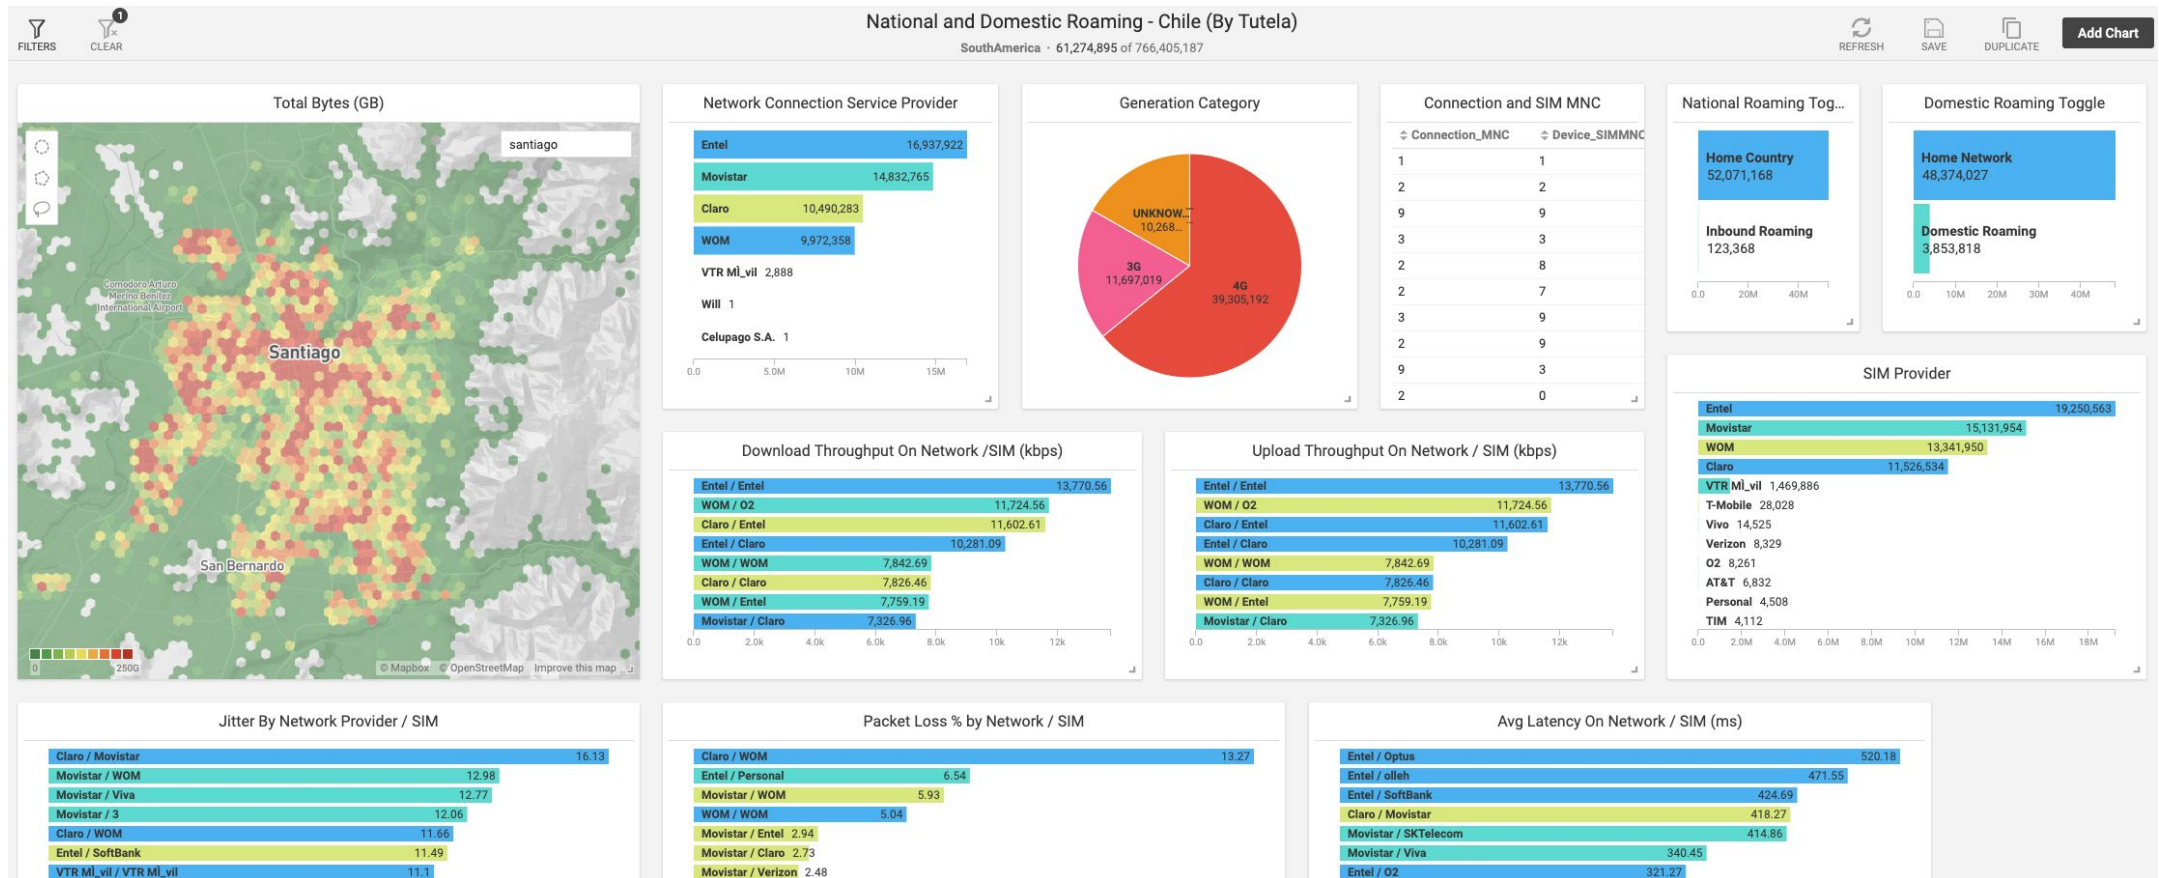 National and Domestic Roaming - Chile (By Tutela)
SouthAmerica · 61,274,895 of 766,405,187
FILTERS
1
CLEAR
REFRESH
SAVE
DUPLICATE
Add Chart
Total Bytes (GB)
santiago
Comodoro Arturo
Merino Benítez
International Airport
Santiago
San Bernardo
0 250G
© Mapbox © OpenStreetMap Improve this map
Network Connection Service Provider
Entel 16,937,922
Movistar 14,832,765
Claro 10,490,283
WOM 9,972,358
VTR MÌ_vil 2,888
Will 1
Celupago S.A. 1
0.0 5.0M 10M 15M
Generation Category
UNKNOW...
10,268...
3G
11,697,019
4G
39,305,192
Connection and SIM MNC
Connection_MNC Device_SIMMNC
1 1
2 2
9 9
3 3
2 8
2 7
3 9
2 9
9 3
2 0
National Roaming Tog...
Home Country
52,071,168
Inbound Roaming
123,368
0.0 20M 40M
Domestic Roaming Toggle
Home Network
48,374,027
Domestic Roaming
3,853,818
0.0 10M 20M 30M 40M
Download Throughput On Network /SIM (kbps)
Entel / Entel 13,770.56
WOM / O2 11,724.56
Claro / Entel 11,602.61
Entel / Claro 10,281.09
WOM / WOM 7,842.69
Claro / Claro 7,826.46
WOM / Entel 7,759.19
Movistar / Claro 7,326.96
0.0 2.0k 4.0k 6.0k 8.0k 10k 12k
Upload Throughput On Network / SIM (kbps)
Entel / Entel 13,770.56
WOM / O2 11,724.56
Claro / Entel 11,602.61
Entel / Claro 10,281.09
WOM / WOM 7,842.69
Claro / Claro 7,826.46
WOM / Entel 7,759.19
Movistar / Claro 7,326.96
0.0 2.0k 4.0k 6.0k 8.0k 10k 12k
SIM Provider
Entel 19,250,563
Movistar 15,131,954
WOM 13,341,950
Claro 11,526,534
VTR MÌ_vil 1,469,886
T-Mobile 28,028
Vivo 14,525
Verizon 8,329
O2 8,261
AT&T 6,832
Personal 4,508
TIM 4,112
0.0 2.0M 4.0M 6.0M 8.0M 10M 12M 14M 16M 18M
Jitter By Network Provider / SIM
Claro / Movistar 16.13
Movistar / WOM 12.98
Movistar / Viva 12.77
Movistar / 3 12.06
Claro / WOM 11.66
Entel / SoftBank 11.49
VTR MÌ_vil / VTR MÌ_vil 11.1
Packet Loss % by Network / SIM
Claro / WOM 13.27
Entel / Personal 6.54
Movistar / WOM 5.93
WOM / WOM 5.04
Movistar / Entel 2.94
Movistar / Claro 2.73
Movistar / Verizon 2.48
Avg Latency On Network / SIM (ms)
Entel / Optus 520.18
Entel / olleh 471.55
Entel / SoftBank 424.69
Claro / Movistar 418.27
Movistar / SKTelecom 414.86
Movistar / Viva 340.45
Entel / O2 321.27